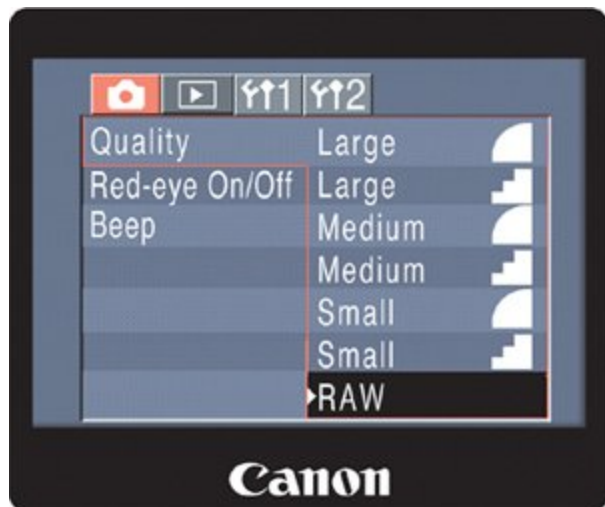 1
2
Quality Large
Red-eye On/Off Large
Beep Medium
Medium
Small
Small
RAW
Canon